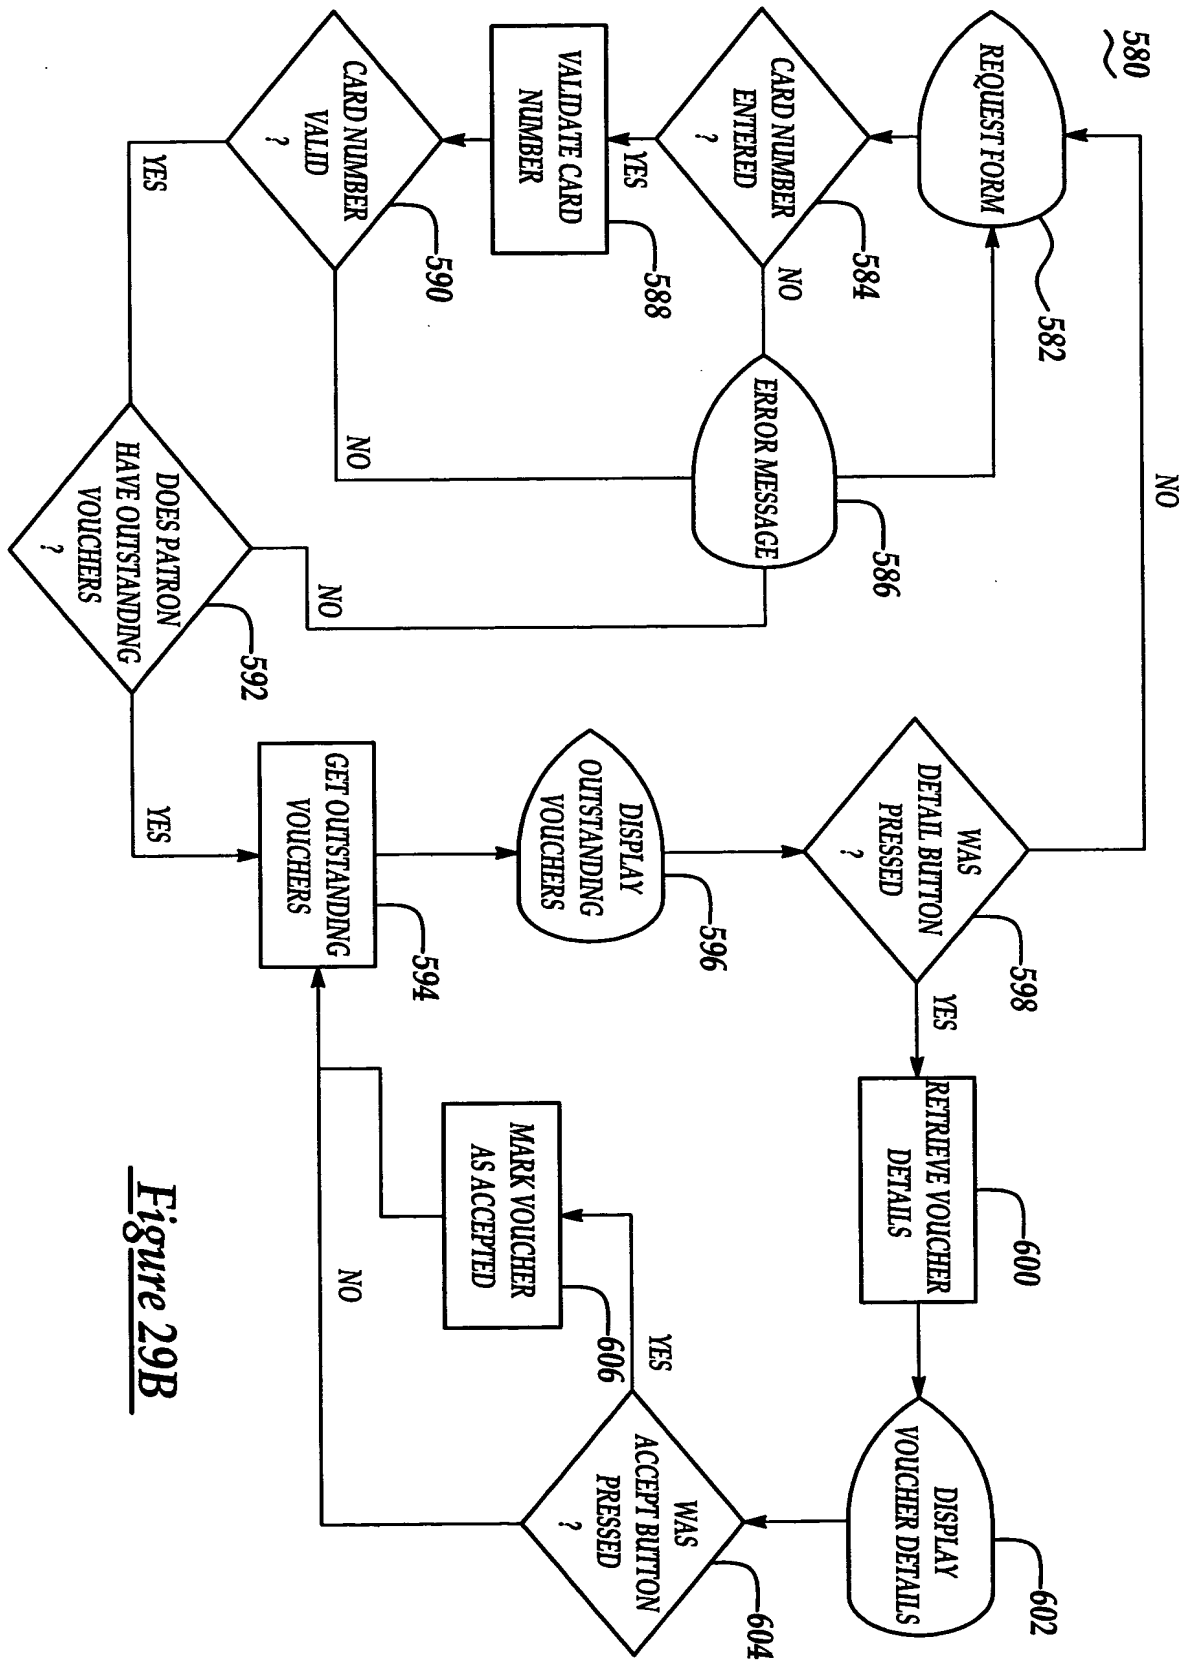 580
REQUEST FORM
582
CARD NUMBER
ENTERED
?
584
NO
YES
VALIDATE CARD
NUMBER
588
CARD NUMBER
VALID
?
590
NO
YES
ERROR MESSAGE
586
DOES PATRON
HAVE OUTSTANDING
VOUCHERS
?
592
NO
YES
GET OUTSTANDING
VOUCHERS
594
DISPLAY
OUTSTANDING
VOUCHERS
596
WAS
DETAIL BUTTON
PRESSED
?
598
NO
YES
RETRIEVE VOUCHER
DETAILS
600
DISPLAY
VOUCHER DETAILS
602
WAS
ACCEPT BUTTON
PRESSED
?
604
YES
NO
MARK VOUCHER
AS ACCEPTED
606
Figure 29B